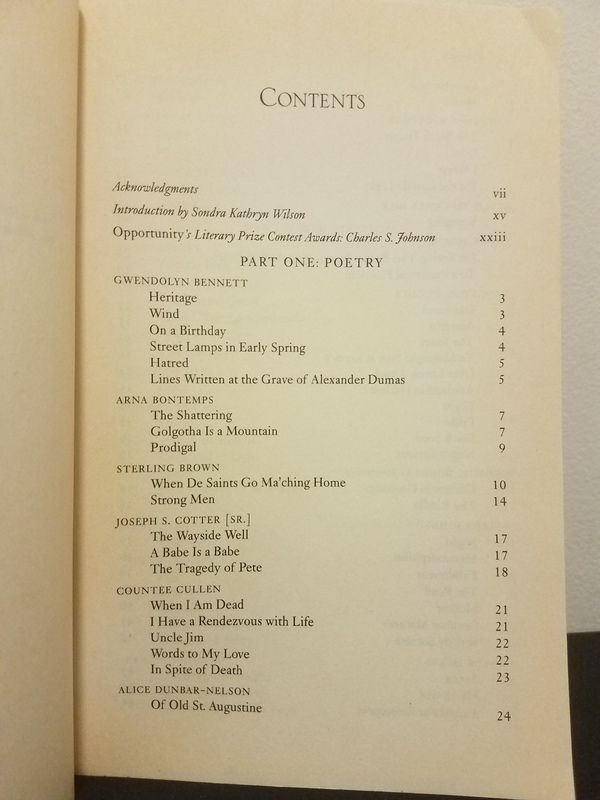 CONTENTS
Acknowledgments vii
Introduction by Sondra Kathryn Wilson xv
Opportunity's Literary Prize Contest Awards: Charles S. Johnson xxiii
PART ONE: POETRY
GWENDOLYN BENNETT
Heritage 3
Wind 3
On a Birthday 4
Street Lamps in Early Spring 4
Hatred 5
Lines Written at the Grave of Alexander Dumas 5
ARNA BONTEMPS
The Shattering 7
Golgotha Is a Mountain 7
Prodigal 9
STERLING BROWN
When De Saints Go Ma'ching Home 10
Strong Men 14
JOSEPH S. COTTER [SR.]
The Wayside Well 17
A Babe Is a Babe 17
The Tragedy of Pete 18
COUNTEE CULLEN
When I Am Dead 21
I Have a Rendezvous with Life 21
Uncle Jim 22
Words to My Love 22
In Spite of Death 23
ALICE DUNBAR-NELSON
Of Old St. Augustine 24